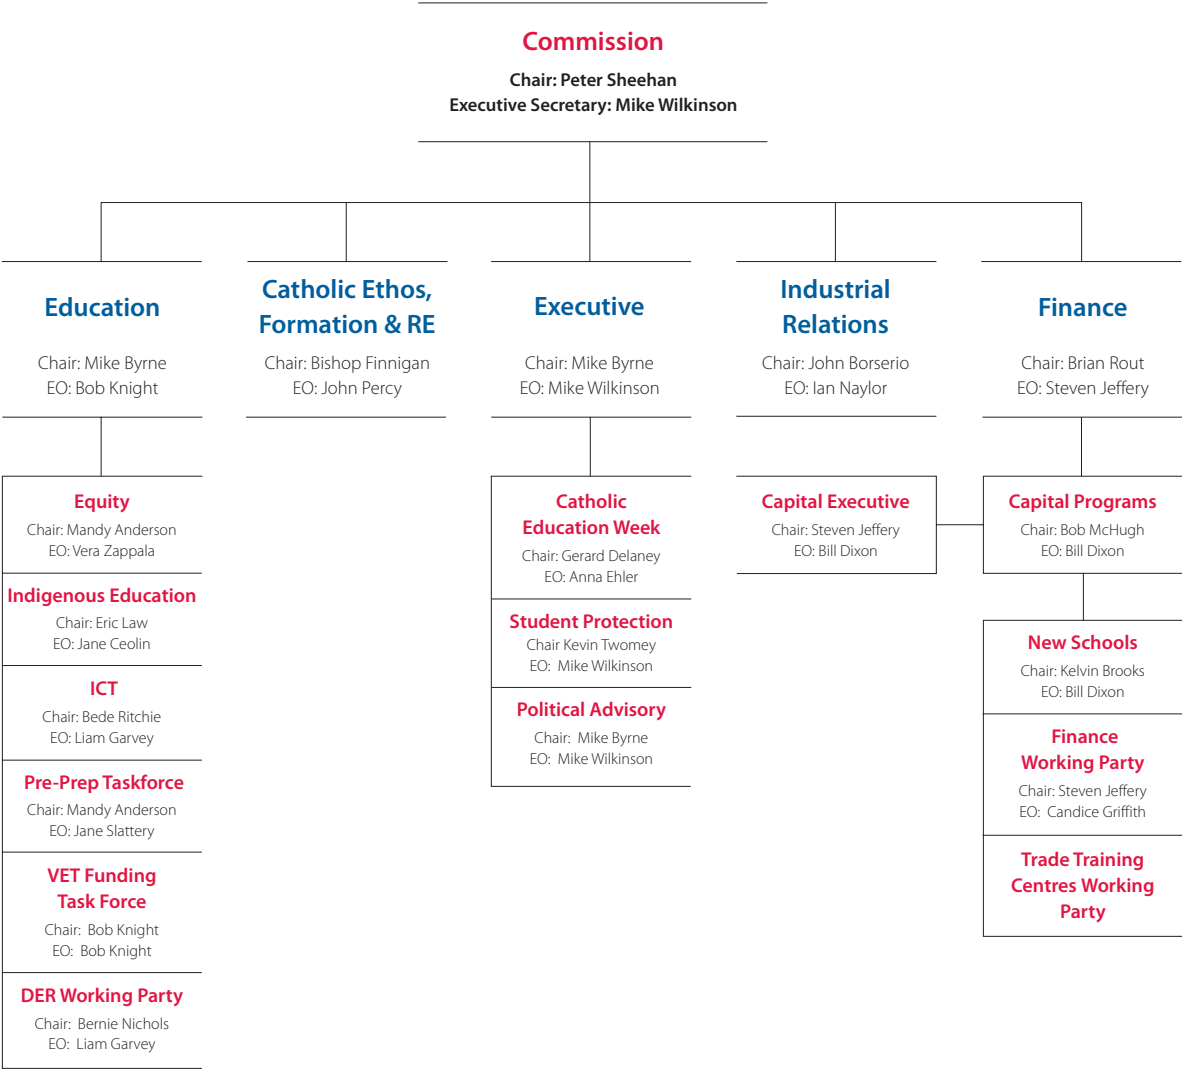 Commission
Chair: Peter Sheehan
Executive Secretary: Mike Wilkinson
Education
Chair: Mike Byrne
EO: Bob Knight
Catholic Ethos,
Formation & RE
Chair: Bishop Finnigan
EO: John Percy
Executive
Chair: Mike Byrne
EO: Mike Wilkinson
Industrial
Relations
Chair: John Borserio
EO: Ian Naylor
Finance
Chair: Brian Rout
EO: Steven Jeffery
Equity
Chair: Mandy Anderson
EO: Vera Zappala
Indigenous Education
Chair: Eric Law
EO: Jane Ceolin
ICT
Chair: Bede Ritchie
EO: Liam Garvey
Pre-Prep Taskforce
Chair: Mandy Anderson
EO: Jane Slattery
VET Funding
Task Force
Chair: Bob Knight
EO: Bob Knight
DER Working Party
Chair: Bernie Nichols
EO: Liam Garvey
Catholic
Education Week
Chair: Gerard Delaney
EO: Anna Ehler
Student Protection
Chair Kevin Twomey
EO: Mike Wilkinson
Political Advisory
Chair: Mike Byrne
EO: Mike Wilkinson
Capital Executive
Chair: Steven Jeffery
EO: Bill Dixon
Capital Programs
Chair: Bob McHugh
EO: Bill Dixon
New Schools
Chair: Kelvin Brooks
EO: Bill Dixon
Finance
Working Party
Chair: Steven Jeffery
EO: Candice Griffith
Trade Training
Centres Working
Party